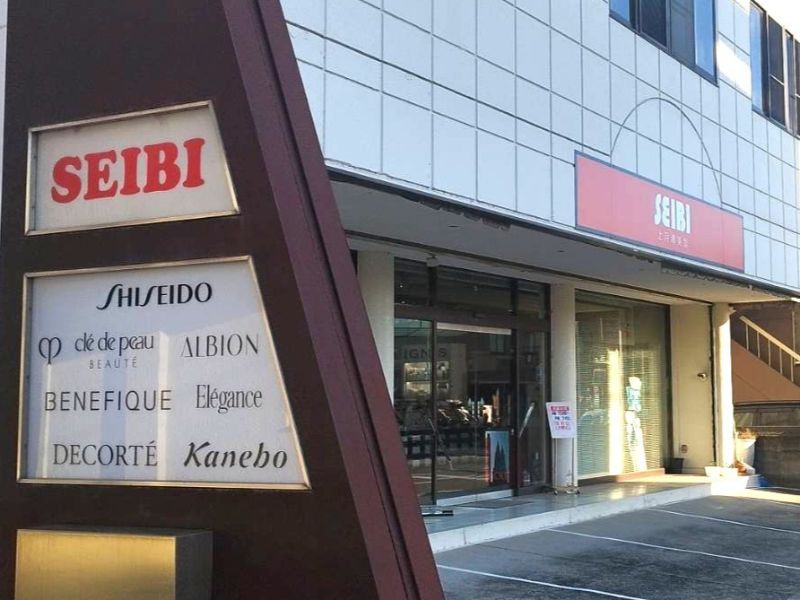 SEIBI
SHISEIDO
clé de peau
BEAUTÉ
ALBION
BENEFIQUE
Elégance
DECORTÉ
Kanebo
SEIBI